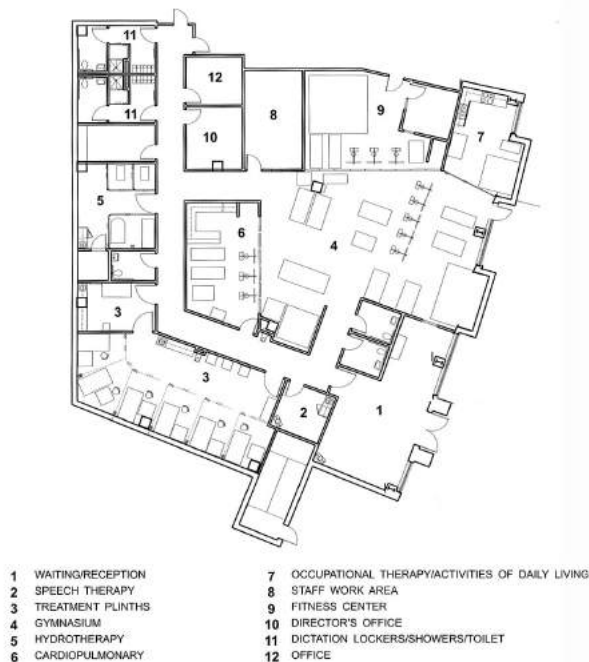 11
12
11
10
8
9
7
5
6
4
3
3
2
1
1 WAITING/RECEPTION
2 SPEECH THERAPY
3 TREATMENT PLINTHS
4 GYMNASIUM
5 HYDROTHERAPY
6 CARDIOPULMONARY
7 OCCUPATIONAL THERAPY/ACTIVITIES OF DAILY LIVING
8 STAFF WORK AREA
9 FITNESS CENTER
10 DIRECTOR'S OFFICE
11 DICTATION LOCKERS/SHOWERS/TOILET
12 OFFICE